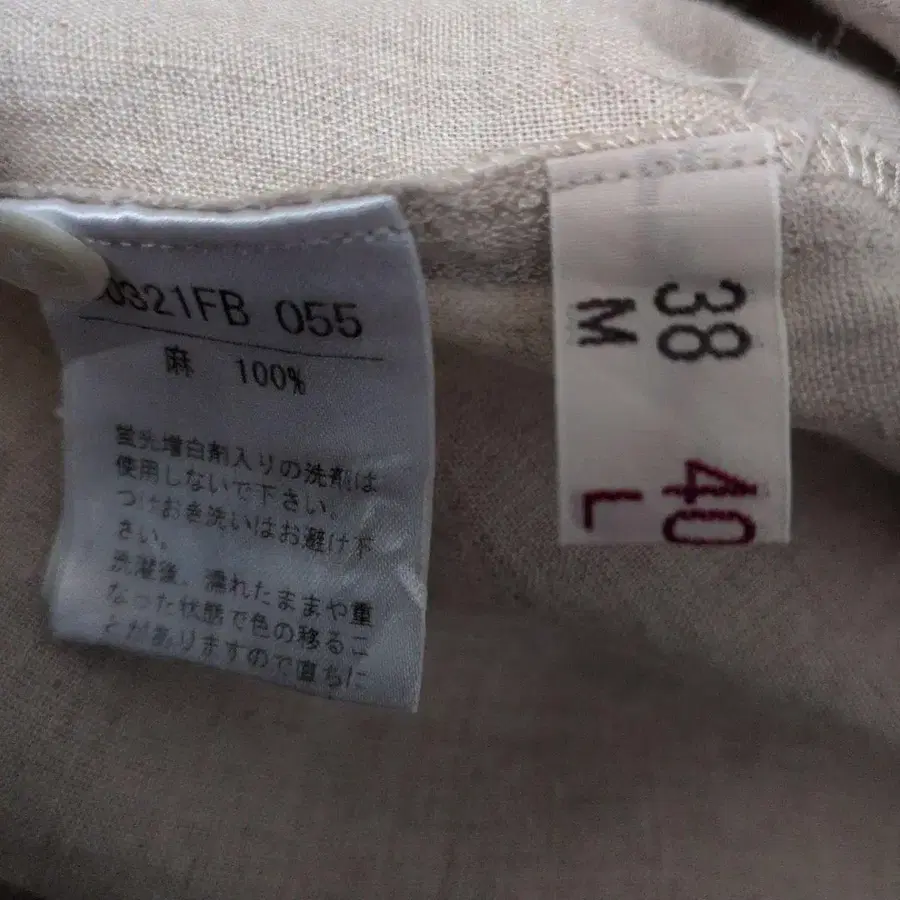 0321FB 055
麻 100%
蛍光増白剤入りの洗剤は
使用しないで下さい。
つけおき洗いはお避け下
さい。
洗濯後、濡れたままや重
なった状態で色の移るこ
とがありますので直ちに
38
M
40
L